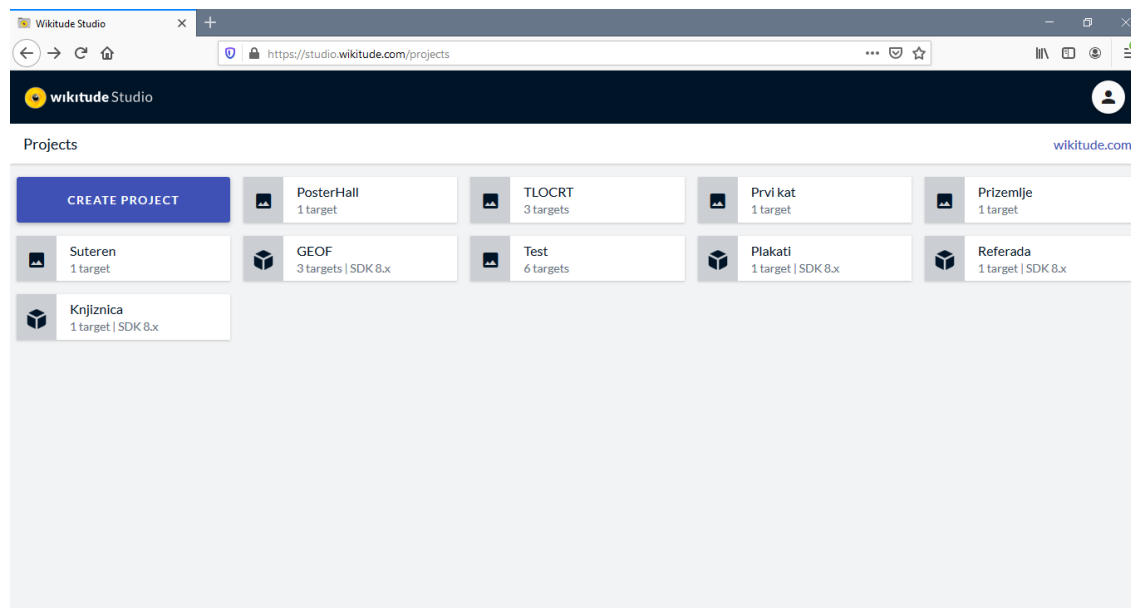 Wikitude Studio
https://studio.wikitude.com/projects
wikitude Studio
Projects
wikitude.com
CREATE PROJECT
PosterHall
1 target
TLOCRT
3 targets
Prvi kat
1 target
Prizemlje
1 target
Suteren
1 target
GEOF
3 targets | SDK 8.x
Test
6 targets
Plakati
1 target | SDK 8.x
Referada
1 target | SDK 8.x
Knjiznica
1 target | SDK 8.x